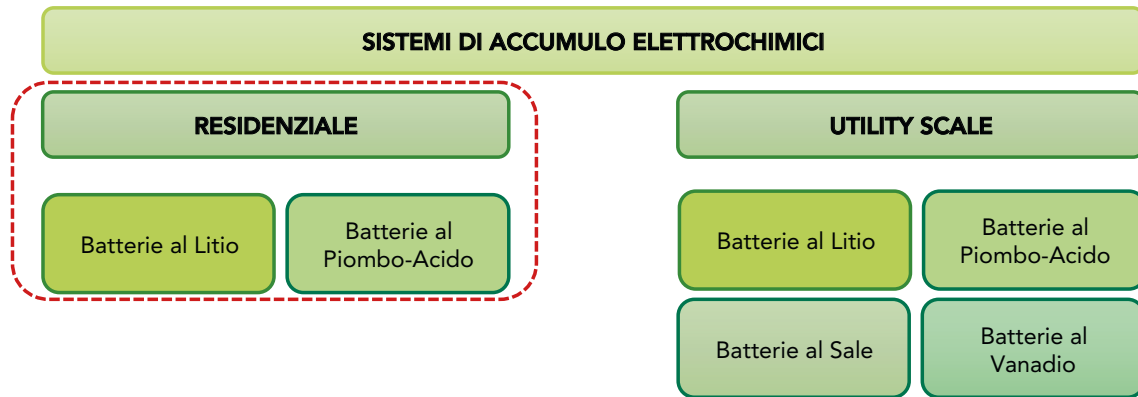 SISTEMI DI ACCUMULO ELETTROCHIMICI
RESIDENZIALE
Batterie al Litio
Batterie al
Piombo-Acido
UTILITY SCALE
Batterie al Litio
Batterie al
Piombo-Acido
Batterie al Sale
Batterie al
Vanadio